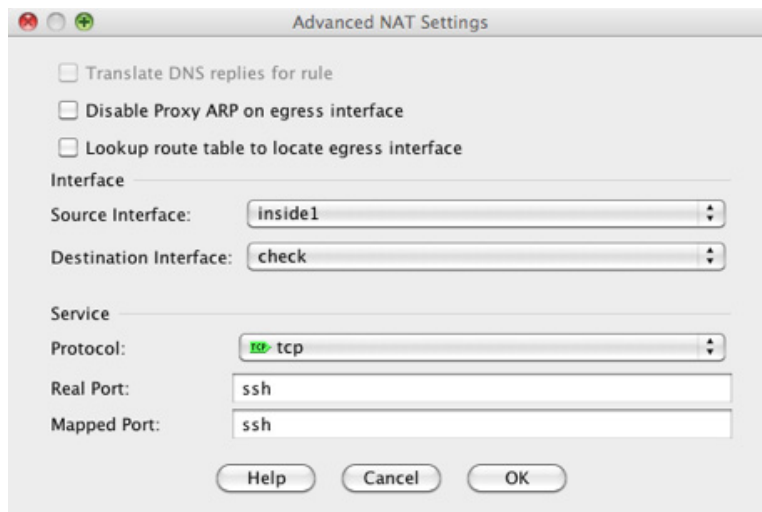 Advanced NAT Settings
Translate DNS replies for rule
Disable Proxy ARP on egress interface
Lookup route table to locate egress interface
Interface
Source Interface: inside1
Destination Interface: check
Service
Protocol: TCP tcp
Real Port: ssh
Mapped Port: ssh
Help Cancel OK